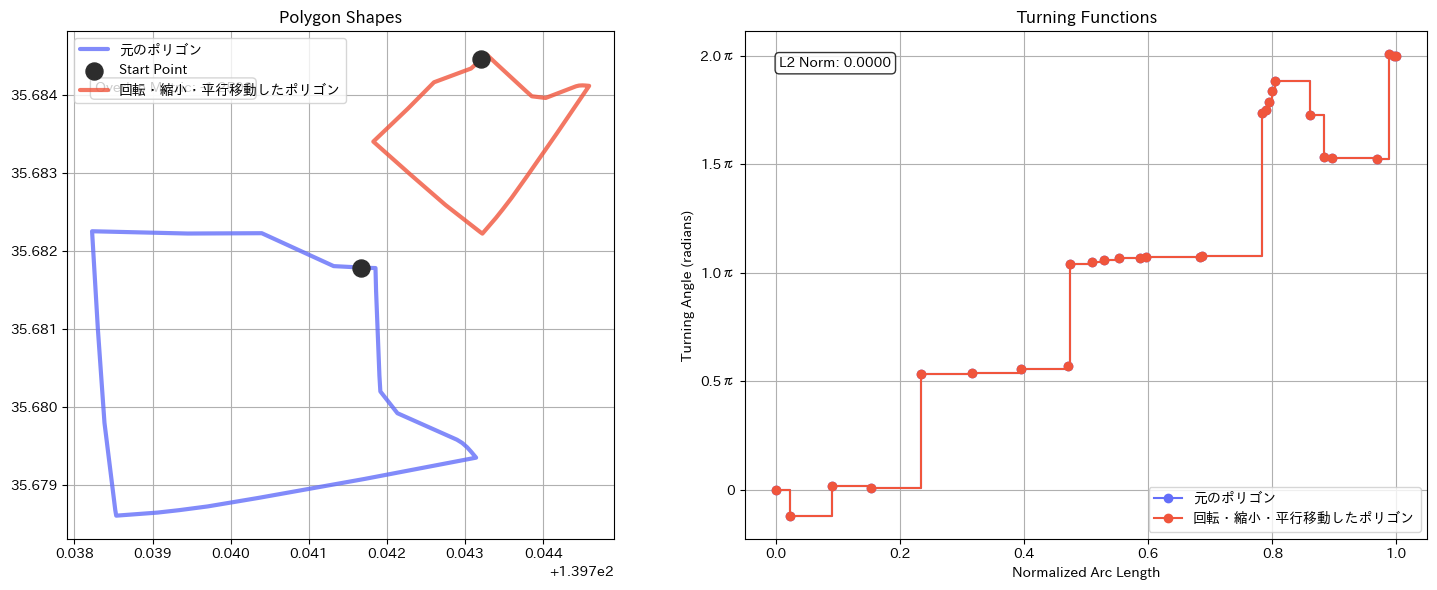 Polygon Shapes
元のポリゴン
Start Point
回転・縮小・平行移動したポリゴン
35.684
35.683
35.682
35.681
35.680
35.679
0.038
0.039
0.040
0.041
0.042
0.043
0.044
+1.397e2
Turning Functions
L2 Norm: 0.0000
Turning Angle (radians)
2.0 π
1.5 π
1.0 π
0.5 π
0
元のポリゴン
回転・縮小・平行移動したポリゴン
0.0
0.2
0.4
0.6
0.8
1.0
Normalized Arc Length